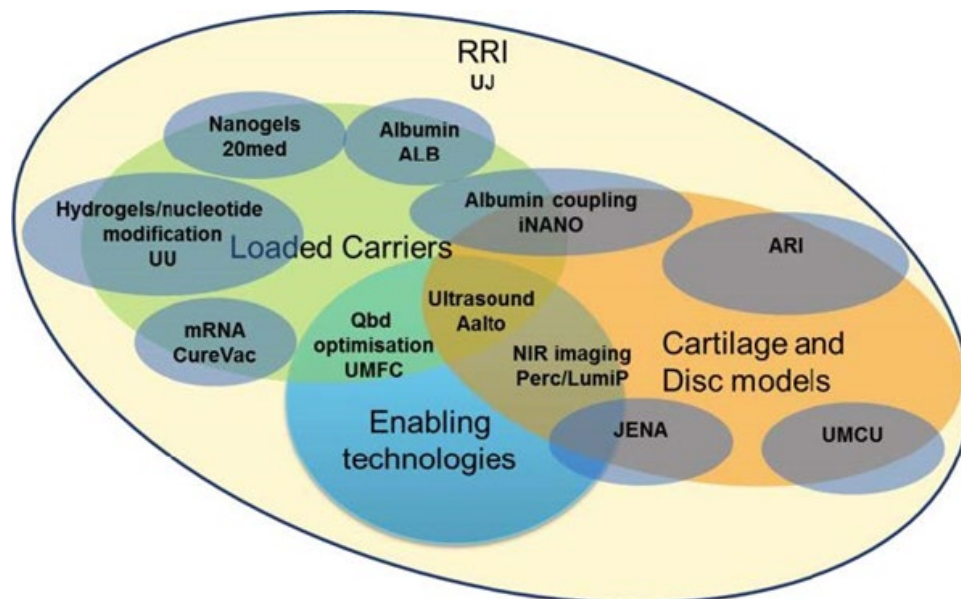 RRI
UJ
Nanogels
20med
Albumin
ALB
Hydrogels/nucleotide
modification
UU
Loaded Carriers
Albumin coupling
iNANO
ARI
mRNA
CureVac
Qbd
optimisation
UMFC
Ultrasound
Aalto
NIR imaging
Perc/LumiP
Cartilage and
Disc models
Enabling
technologies
JENA
UMCU